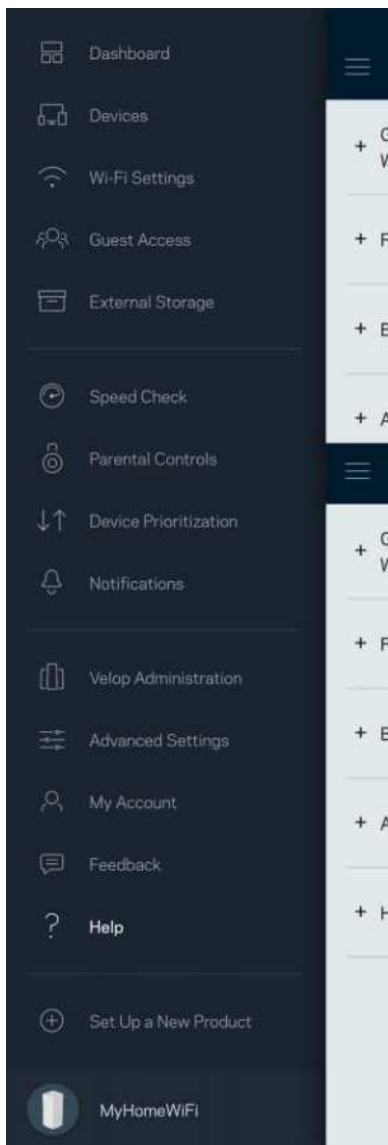 Dashboard
Devices
Wi-Fi Settings
Guest Access
External Storage
Speed Check
Parental Controls
Device Prioritization
Notifications
Velop Administration
Advanced Settings
My Account
Feedback
? Help
Set Up a New Product
MyHomeWiFi
+ G
W
+ F
+ B
+ A
+ G
W
+ F
+ B
+ A
+ H